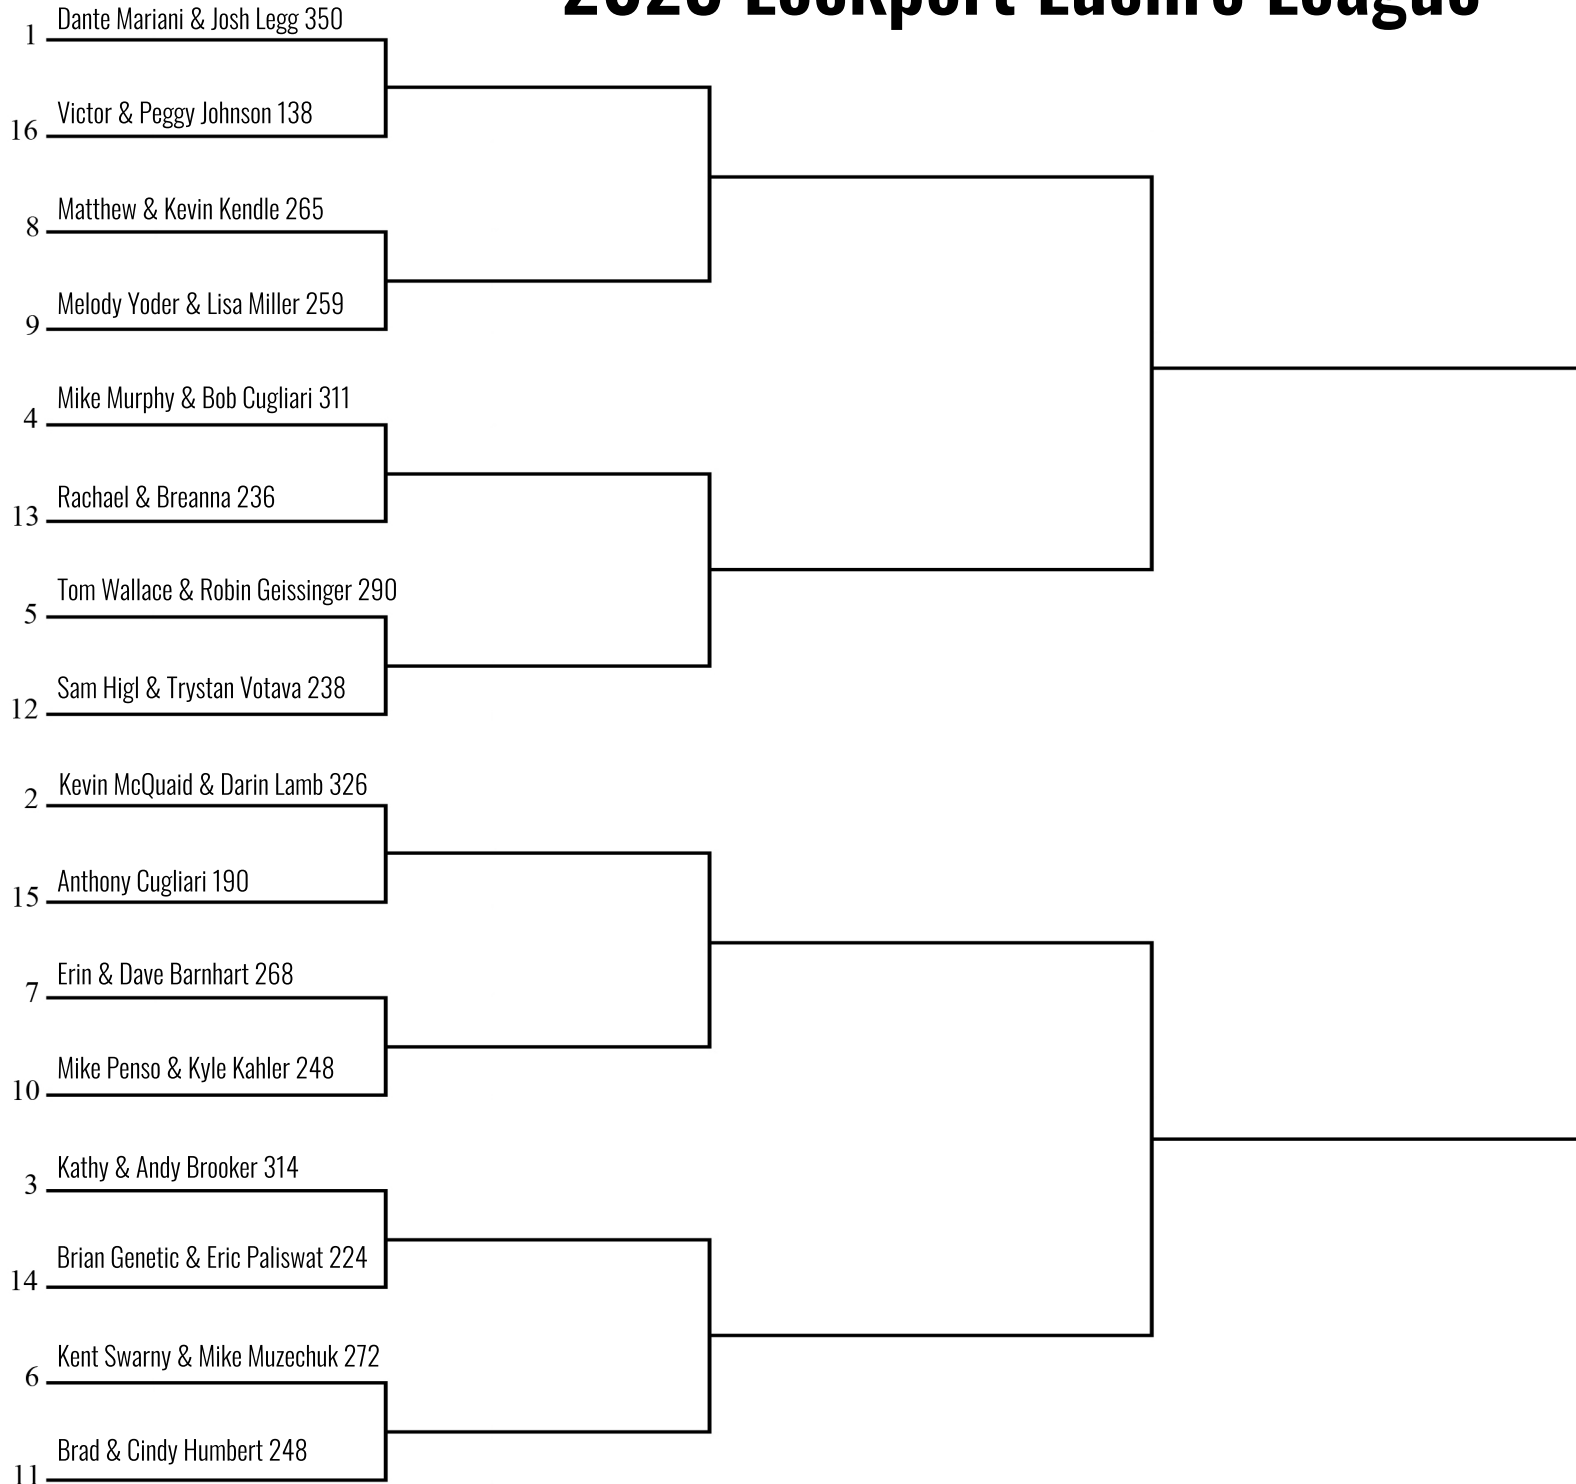 2023 Lockport Euchre League
Dante Mariani & Josh Legg 350
1
Victor & Peggy Johnson 138
16
Matthew & Kevin Kendle 265
8
Melody Yoder & Lisa Miller 259
9
Mike Murphy & Bob Cugliari 311
4
Rachael & Breanna 236
13
Tom Wallace & Robin Geissinger 290
5
Sam Higl & Trystan Votava 238
12
Kevin McQuaid & Darin Lamb 326
2
Anthony Cugliari 190
15
Erin & Dave Barnhart 268
7
Mike Penso & Kyle Kahler 248
10
Kathy & Andy Brooker 314
3
Brian Genetic & Eric Paliswat 224
14
Kent Swarny & Mike Muzechuk 272
6
Brad & Cindy Humbert 248
11